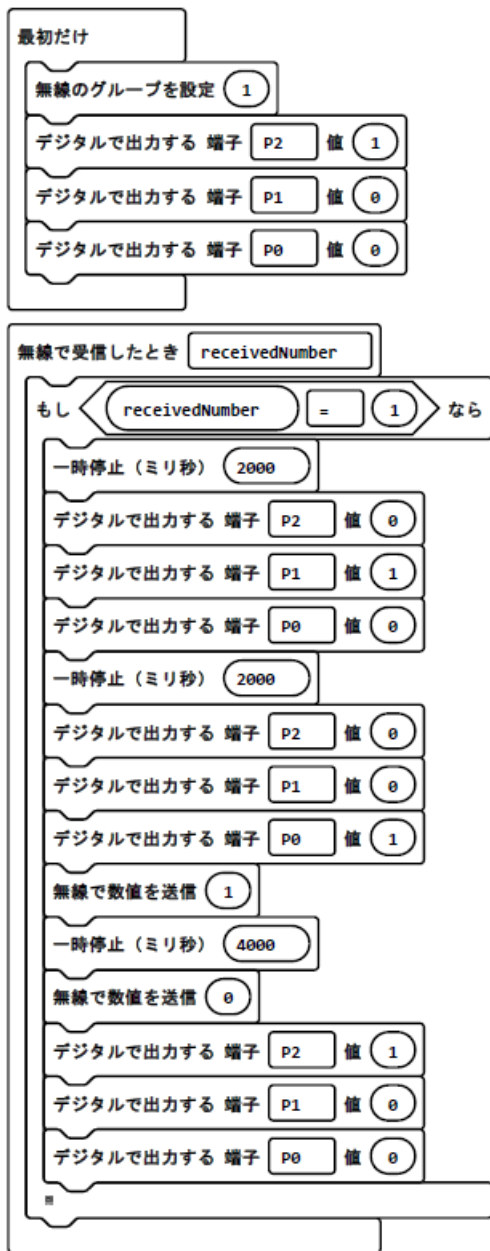 最初だけ
無線のグループを設定 1
デジタルで出力する 端子 P2 値 1
デジタルで出力する 端子 P1 値 0
デジタルで出力する 端子 P0 値 0
無線で受信したとき receivedNumber
もし receivedNumber = 1 なら
一時停止（ミリ秒） 2000
デジタルで出力する 端子 P2 値 0
デジタルで出力する 端子 P1 値 1
デジタルで出力する 端子 P0 値 0
一時停止（ミリ秒） 2000
デジタルで出力する 端子 P2 値 0
デジタルで出力する 端子 P1 値 0
デジタルで出力する 端子 P0 値 1
無線で数値を送信 1
一時停止（ミリ秒） 4000
無線で数値を送信 0
デジタルで出力する 端子 P2 値 1
デジタルで出力する 端子 P1 値 0
デジタルで出力する 端子 P0 値 0